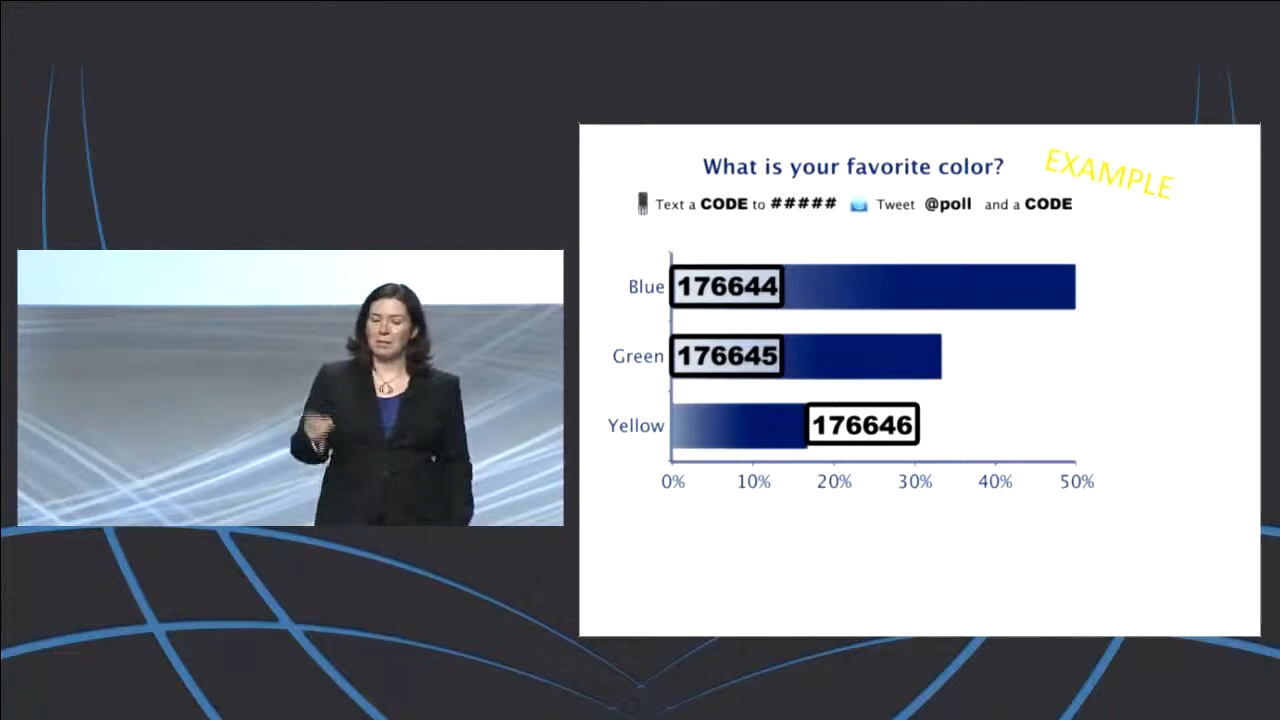 What is your favorite color?
EXAMPLE
Text a CODE to ##### Tweet @poll and a CODE
Blue 176644
Green 176645
Yellow 176646
0% 10% 20% 30% 40% 50%